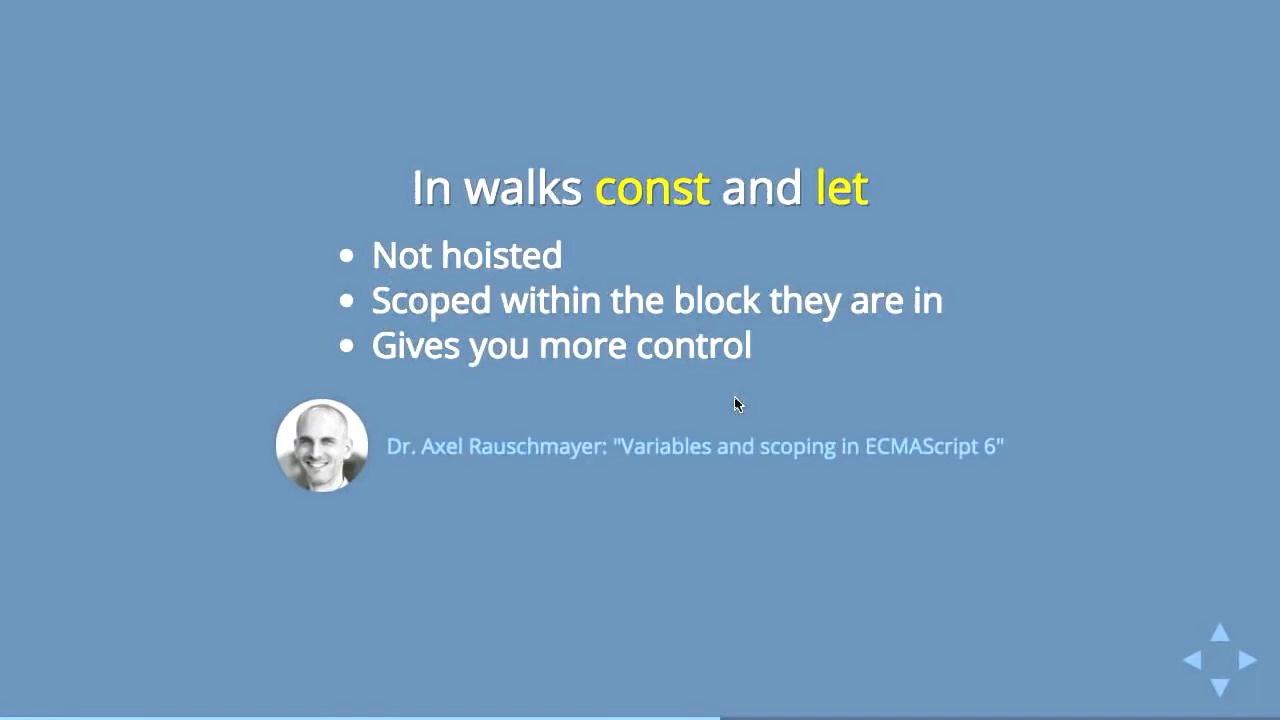 In walks const and let
Not hoisted
Scoped within the block they are in
Gives you more control
Dr. Axel Rauschmayer: "Variables and scoping in ECMAScript 6"